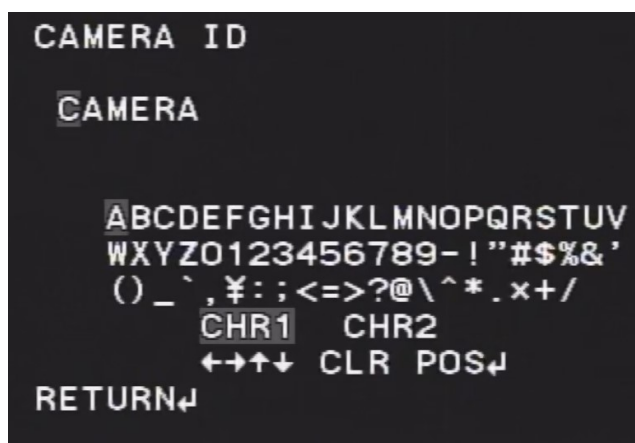 CAMERA ID
CAMERA
ABCDEFGHIJKLMNOPQRSTUV
WXYZ0123456789-!”#$%&’
()_`,¥:;<=>?@\^*.x+/
CHR1 CHR2
←→↑↓ CLR POS↲
RETURN↲